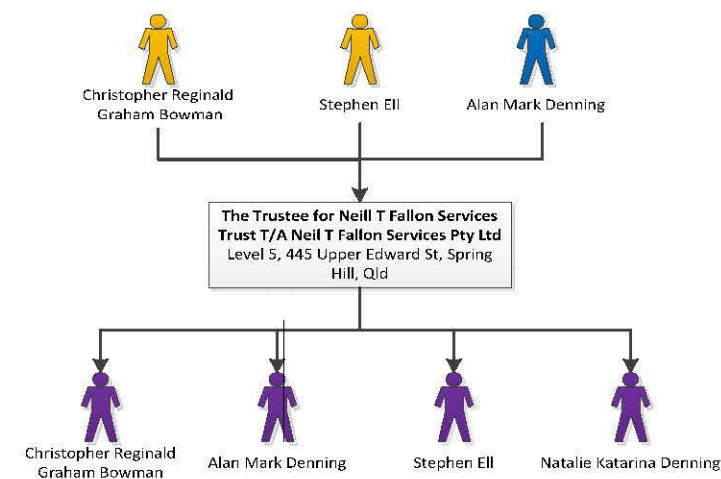 Christopher Reginald
Graham Bowman
Stephen Ell
Alan Mark Denning
The Trustee for Neill T Fallon Services
Trust T/A Neil T Fallon Services Pty Ltd
Level 5, 445 Upper Edward St, Spring
Hill, Qld
Christopher Reginald
Graham Bowman
Alan Mark Denning
Stephen Ell
Natalie Katarina Denning